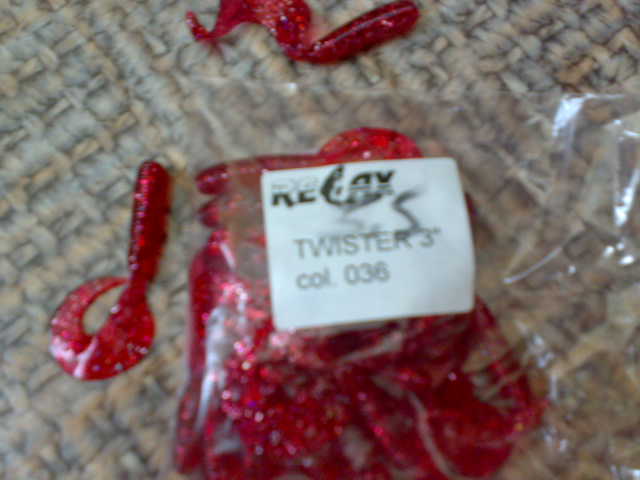 RELAX
TWISTER 3"
col. 036